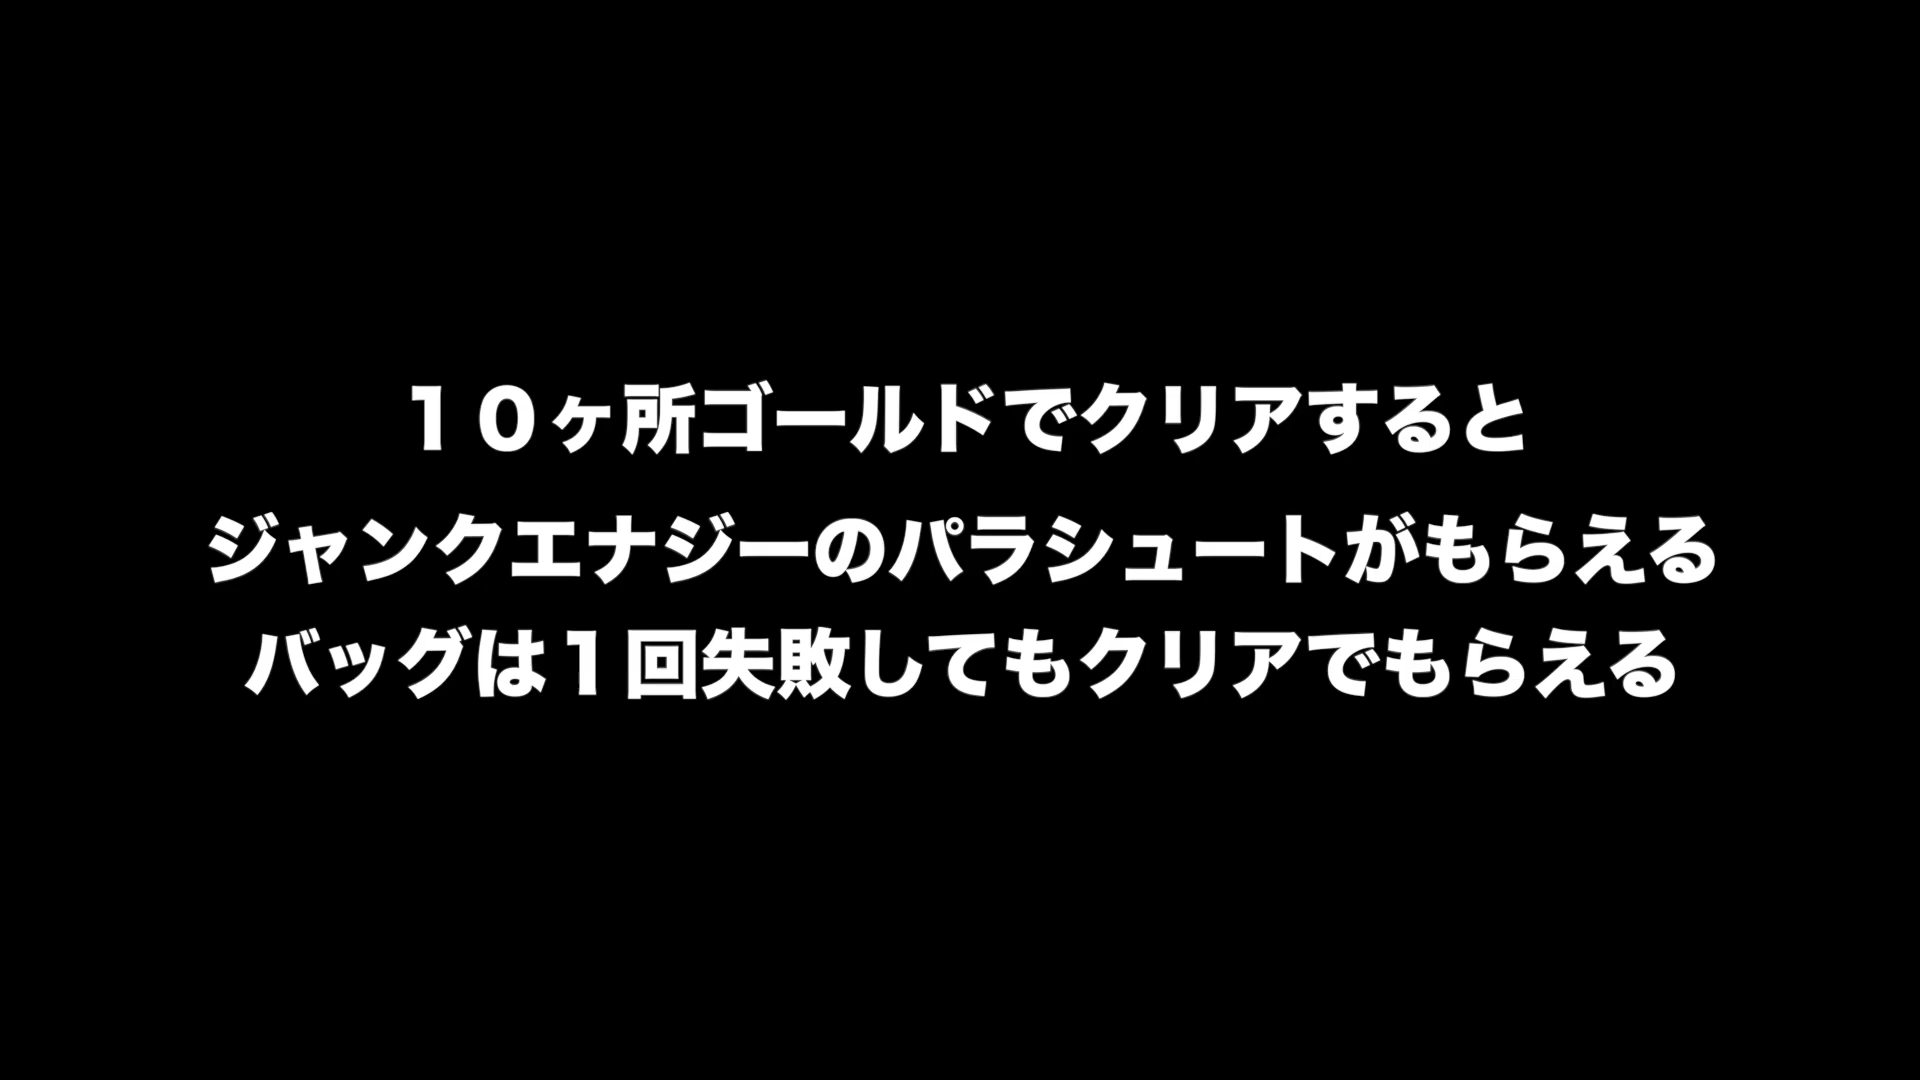 １０ヶ所ゴールドでクリアすると
ジャンクエナジーのパラシュートがもらえる
バッグは１回失敗してもクリアでもらえる